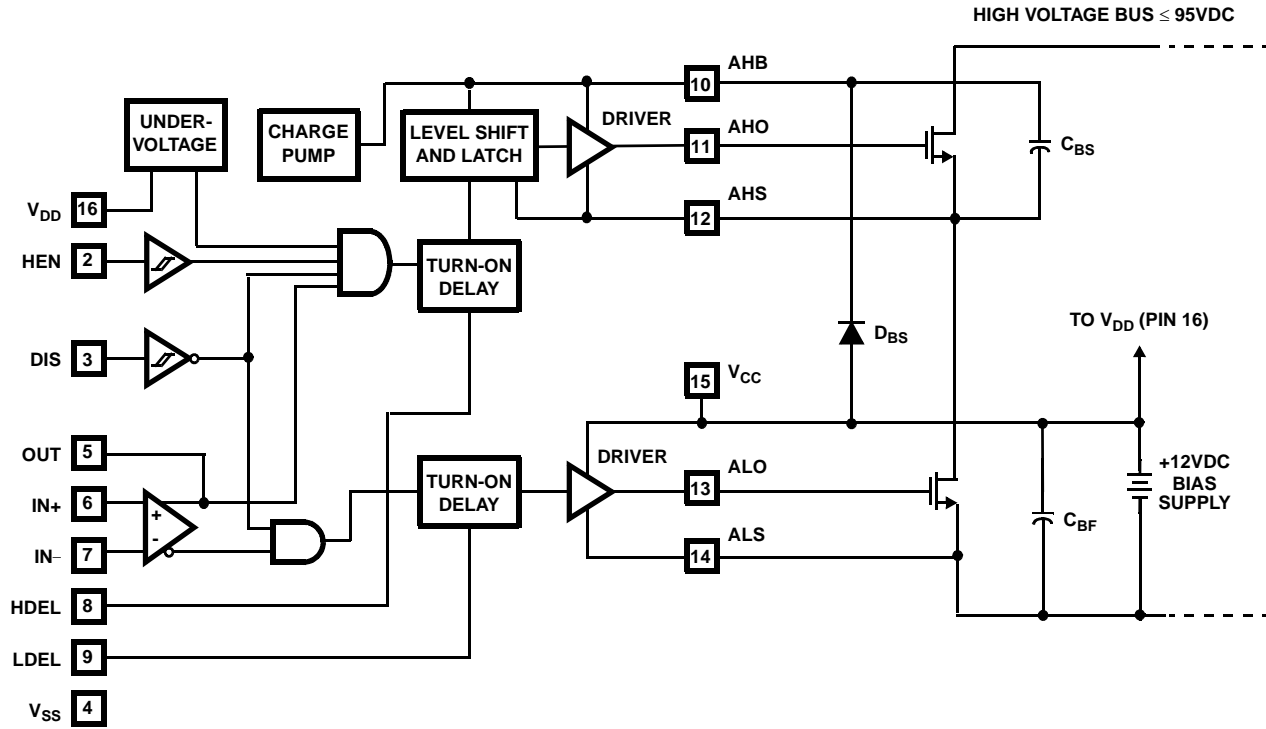 HIGH VOLTAGE BUS ≤ 95VDC
AHB
10
UNDER-
VOLTAGE
CHARGE
PUMP
LEVEL SHIFT
AND LATCH
DRIVER
AHO
11
CBS
AHS
12
VDD 16
HEN 2
TURN-ON
DELAY
DIS 3
DBS
TO VDD (PIN 16)
VCC
15
OUT 5
IN+ 6
+
-
IN– 7
TURN-ON
DELAY
DRIVER
ALO
13
ALS
14
CBF
+12VDC
BIAS
SUPPLY
HDEL 8
LDEL 9
VSS 4